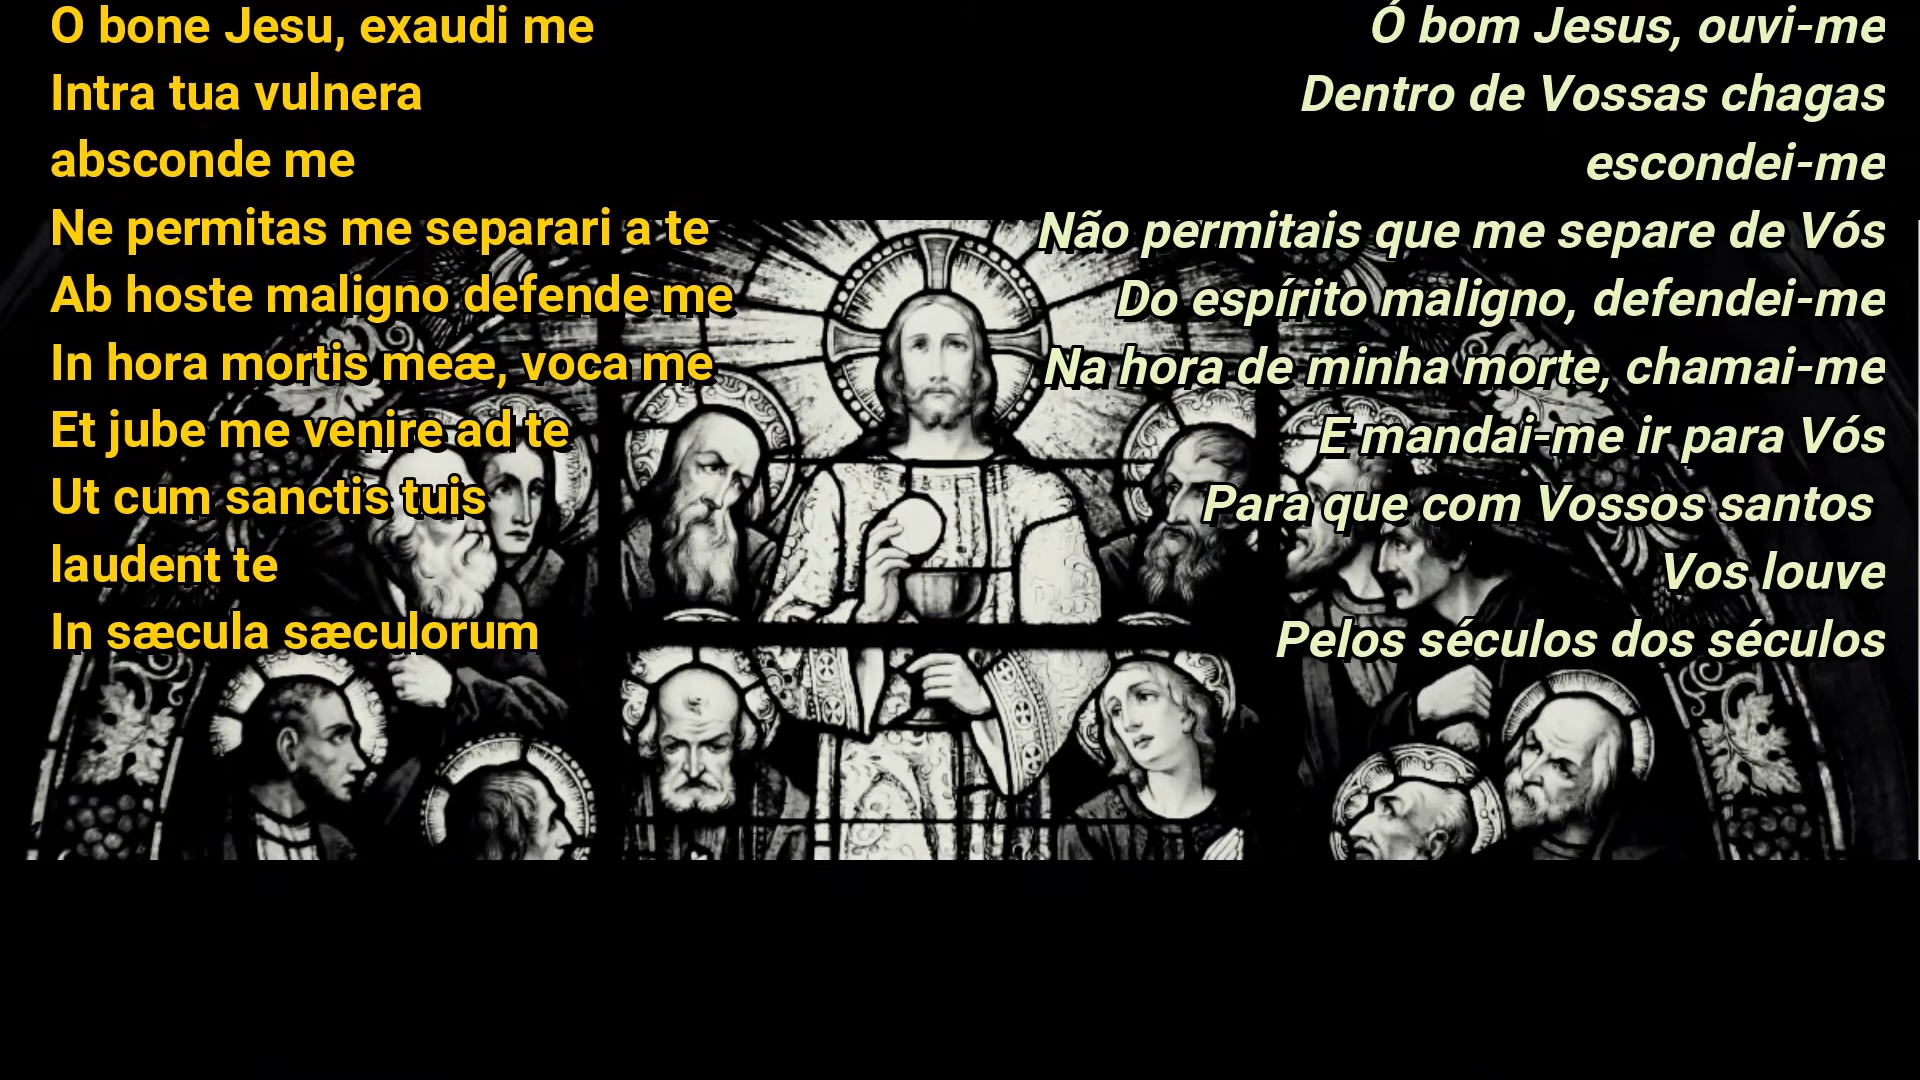 O bone Jesu, exaudi me
Intra tua vulnera
absconde me
Ne permitas me separari a te
Ab hoste maligno defende me
In hora mortis meæ, voca me
Et jube me venire ad te
Ut cum sanctis tuis
laudent te
In sæcula sæculorum
Ó bom Jesus, ouvi-me
Dentro de Vossas chagas
escondei-me
Não permitais que me separe de Vós
Do espírito maligno, defendei-me
Na hora de minha morte, chamai-me
E mandai-me ir para Vós
Para que com Vossos santos
Vos louve
Pelos séculos dos séculos